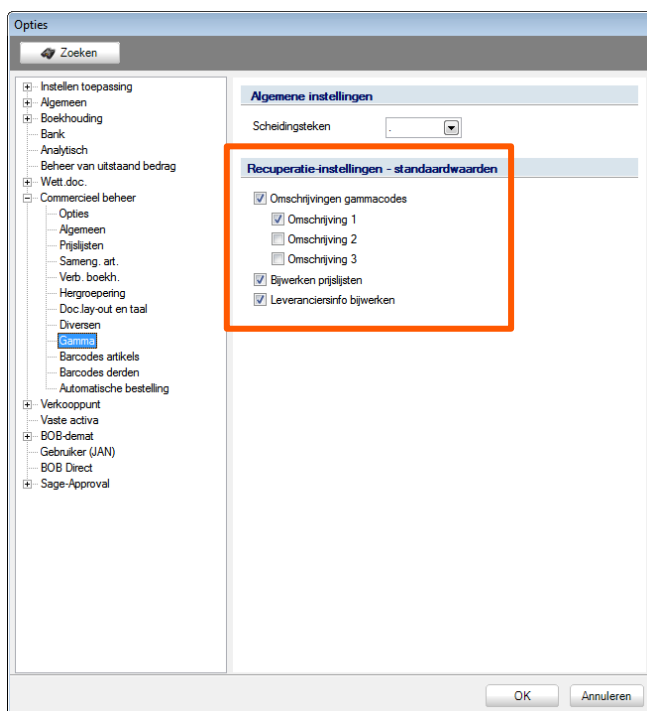 Opties
Zoeken
Instellen toepassing
Algemeen
Boekhouding
Bank
Analytisch
Beheer van uitstaand bedrag
Wett.doc.
Commercieel beheer
Opties
Algemeen
Prijslijsten
Sameng. art.
Verb. boekh.
Hergroepering
Doc.lay-out en taal
Diversen
Gamma
Barcodes artikels
Barcodes derden
Automatische bestelling
Verkooppunt
Vaste activa
BOB-demat
Gebruiker (JAN)
BOB Direct
Sage-Approval
Algemene instellingen
Scheidingsteken .
Recuperatie-instellingen - standaardwaarden
Omschrijvingen gammacodes
Omschrijving 1
Omschrijving 2
Omschrijving 3
Bijwerken prijslijsten
Leveranciersinfo bijwerken
OK Annuleren